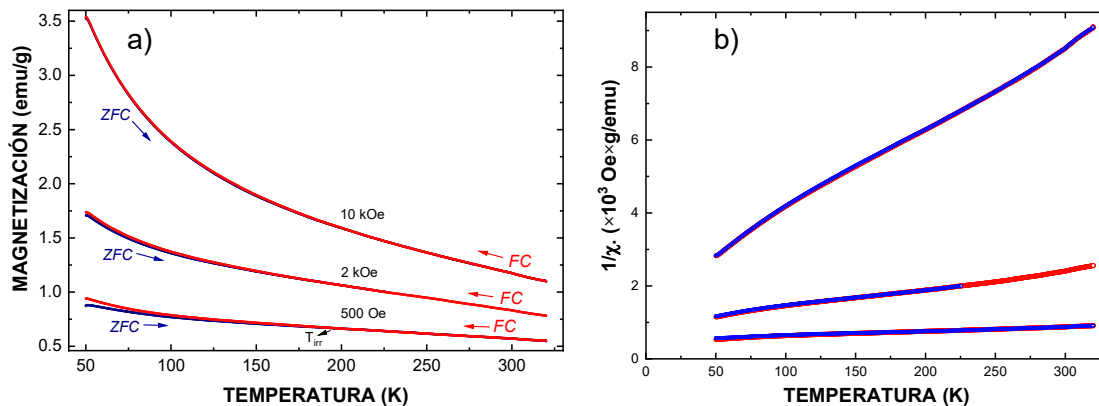 a)
MAGNETIZACIÓN (emu/g)
3.5
3.0
2.5
2.0
1.5
1.0
0.5
ZFC
10 kOe
FC
ZFC
2 kOe
FC
ZFC
500 Oe
FC
Tirr
50 100 150 200 250 300
TEMPERATURA (K)
b)
1/χ. (×10³ Oe×g/emu)
8
6
4
2
0
0 50 100 150 200 250 300
TEMPERATURA (K)